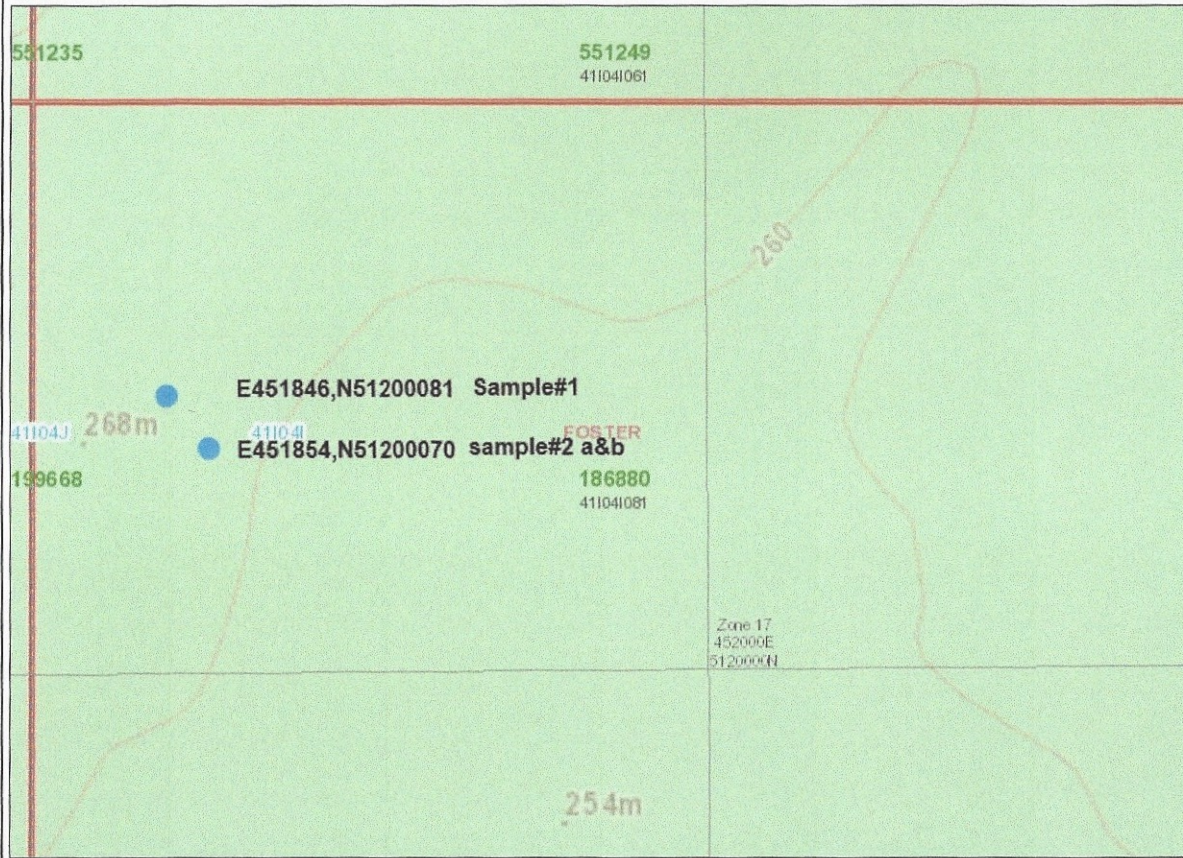 551235
551249
41I04I061
260
E451846,N51200081 Sample#1
268m
41I04J
41I04I
FOSTER
E451854,N51200070 sample#2 a&b
199668
186880
41I04I081
Zone 17
452000E
5120000N
254m